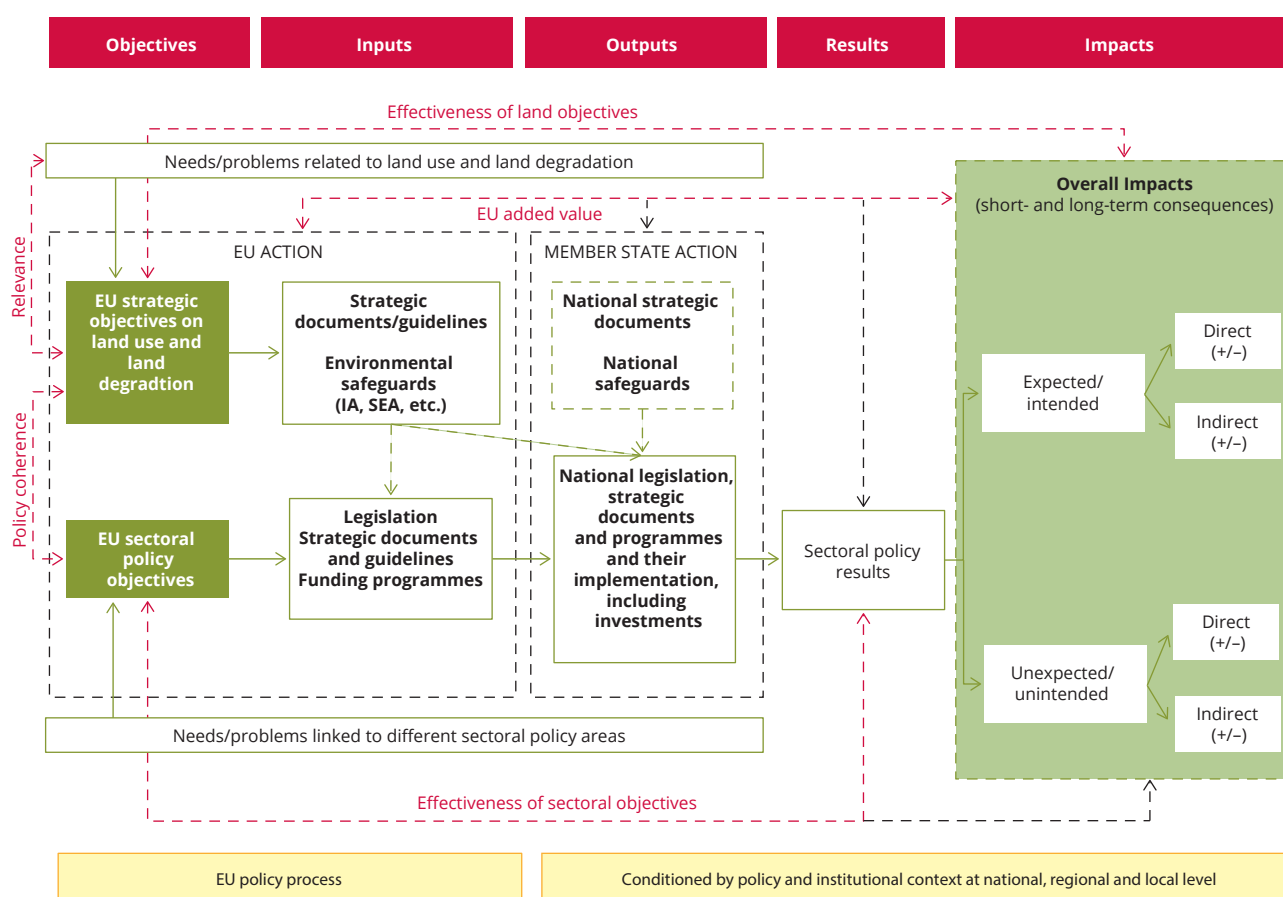 Objectives
Inputs
Outputs
Results
Impacts
Effectiveness of land objectives
Needs/problems related to land use and land degradation
Overall Impacts
(short- and long-term consequences)
EU added value
EU ACTION
MEMBER STATE ACTION
Relevance
EU strategic
objectives on
land use and
land
degradtion
Strategic
documents/guidelines
Environmental
safeguards
(IA, SEA, etc.)
National strategic
documents
National
safeguards
Direct
(+/–)
Expected/
intended
Indirect
(+/–)
Policy coherence
EU sectoral
policy
objectives
Legislation
Strategic documents
and guidelines
Funding programmes
National legislation,
strategic
documents
and programmes
and their
implementation,
including
investments
Sectoral policy
results
Direct
(+/–)
Unexpected/
unintended
Indirect
(+/–)
Needs/problems linked to different sectoral policy areas
Effectiveness of sectoral objectives
EU policy process
Conditioned by policy and institutional context at national, regional and local level